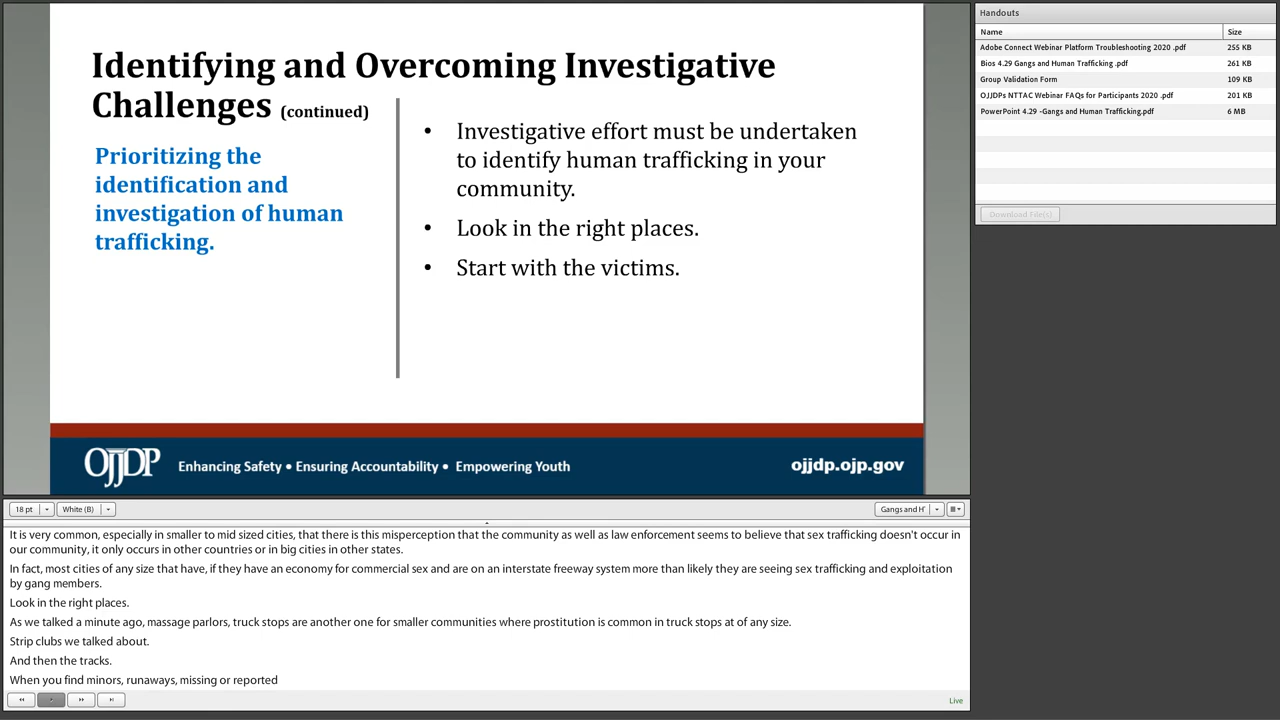 Identifying and Overcoming Investigative
Challenges (continued)
Prioritizing the
identification and
investigation of human
trafficking.
• Investigative effort must be undertaken
to identify human trafficking in your
community.
• Look in the right places.
• Start with the victims.
OJJDP
Enhancing Safety • Ensuring Accountability • Empowering Youth
ojjdp.ojp.gov
Handouts
Name Size
Adobe Connect Webinar Platform Troubleshooting 2020 .pdf 255 KB
Bios 4.29 Gangs and Human Trafficking .pdf 261 KB
Group Validation Form 109 KB
OJJDPs NTTAC Webinar FAQs for Participants 2020 .pdf 201 KB
PowerPoint 4.29 -Gangs and Human Trafficking.pdf 6 MB
Download File(s)
18 pt White (B) Gangs and H'
It is very common, especially in smaller to mid sized cities, that there is this misperception that the community as well as law enforcement seems to believe that sex trafficking doesn't occur in
our community, it only occurs in other countries or in big cities in other states.
In fact, most cities of any size that have, if they have an economy for commercial sex and are on an interstate freeway system more than likely they are seeing sex trafficking and exploitation
by gang members.
Look in the right places.
As we talked a minute ago, massage parlors, truck stops are another one for smaller communities where prostitution is common in truck stops at of any size.
Strip clubs we talked about.
And then the tracks.
When you find minors, runaways, missing or reported
Live